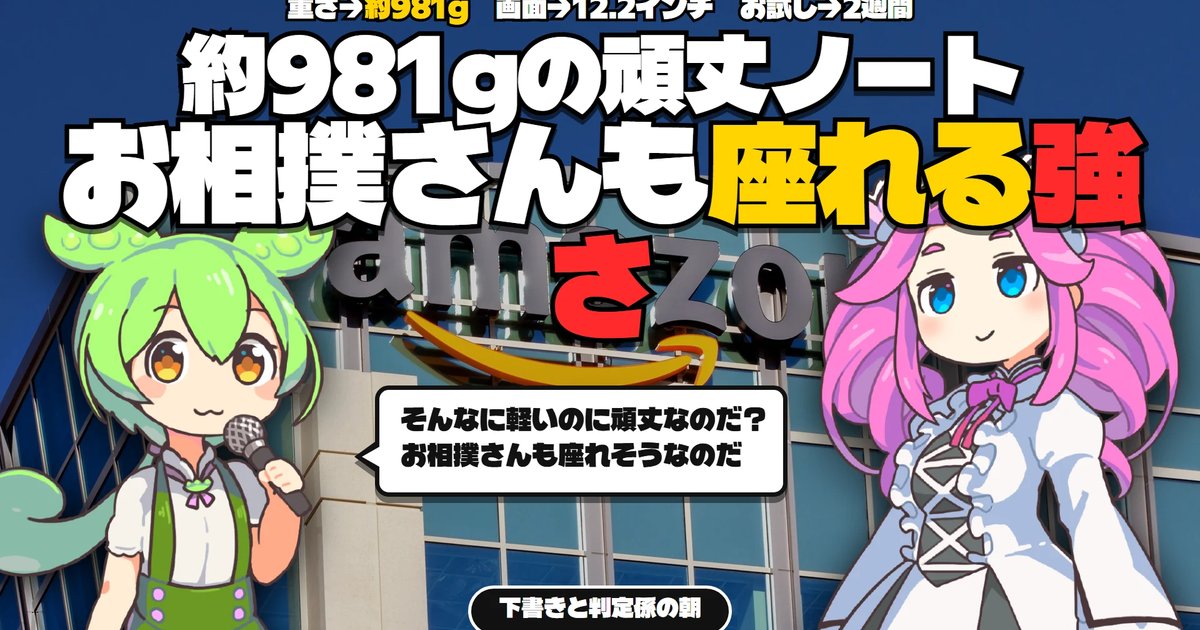 重さ→約981g 画面→12.2インチ お試し→2週間
約981gの頑丈ノート
お相撲さんも座れる強
さ
amazon
そんなに軽いのに頑丈なのだ？
お相撲さんも座れそうなのだ
下書きと判定係の朝